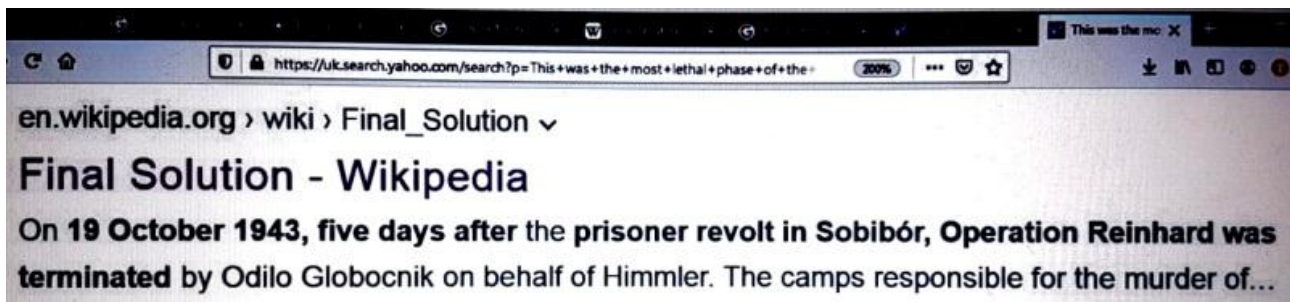 This was the mo
https://uk.search.yahoo.com/search?p=This+was+the+most+lethal+phase+of+the+
200%
en.wikipedia.org › wiki › Final_Solution
Final Solution - Wikipedia
On 19 October 1943, five days after the prisoner revolt in Sobibór, Operation Reinhard was
terminated by Odilo Globocnik on behalf of Himmler. The camps responsible for the murder of...